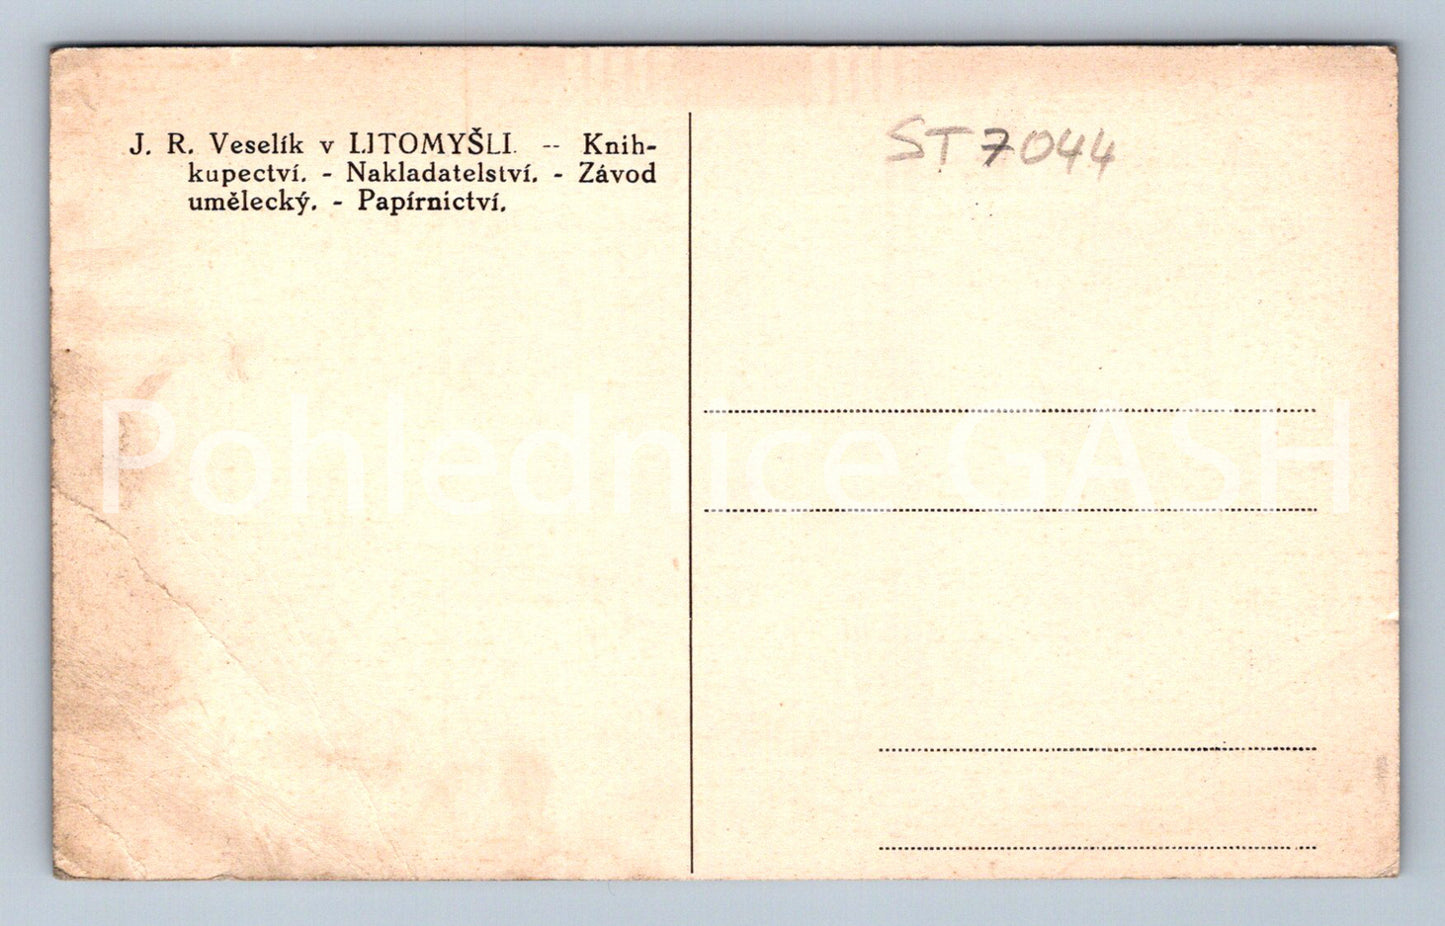 J. R. Veselík v LITOMYŠLI. -- Knih-
kupectví. - Nakladatelství. - Závod
umělecký. - Papírnictví.
ST7044
Pohlednice GASH